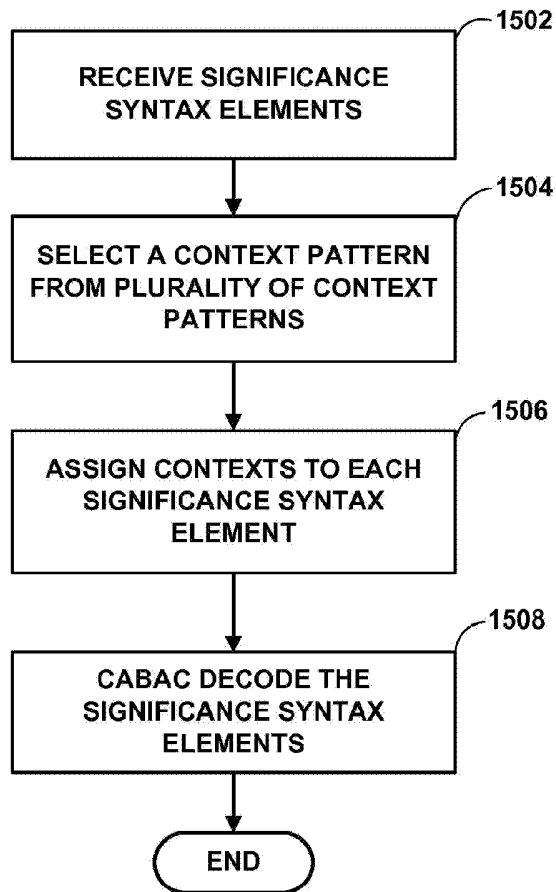 1502
RECEIVE SIGNIFICANCE
SYNTAX ELEMENTS
1504
SELECT A CONTEXT PATTERN
FROM PLURALITY OF CONTEXT
PATTERNS
1506
ASSIGN CONTEXTS TO EACH
SIGNIFICANCE SYNTAX
ELEMENT
1508
CABAC DECODE THE
SIGNIFICANCE SYNTAX
ELEMENTS
END